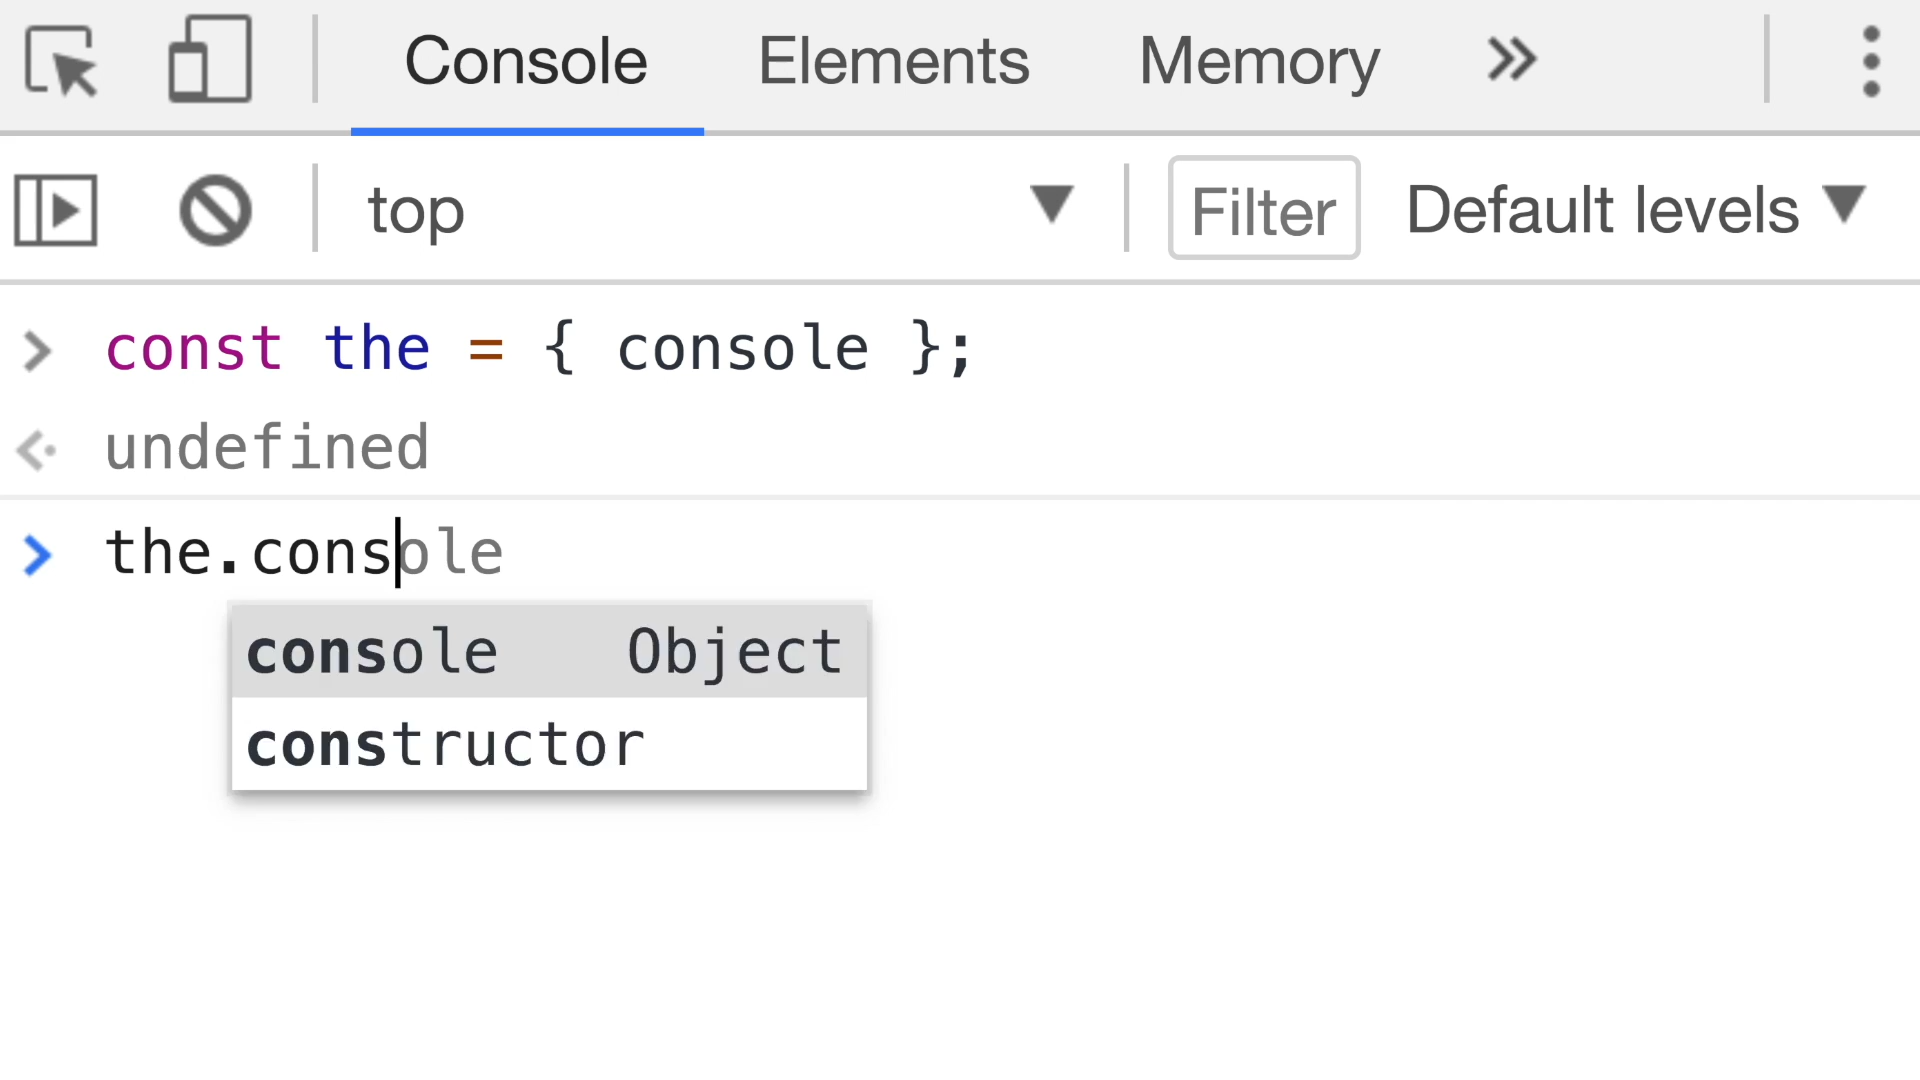 Console Elements Memory
top Filter Default levels
const the = { console };
undefined
the.console
console Object
constructor